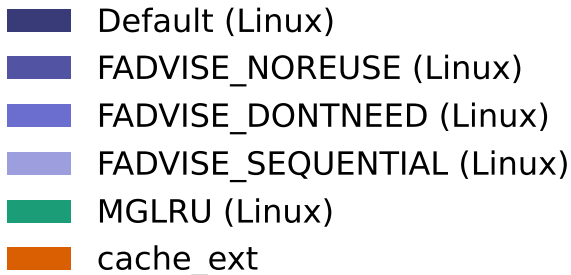 Default (Linux)
FADVISE_NOREUSE (Linux)
FADVISE_DONTNEED (Linux)
FADVISE_SEQUENTIAL (Linux)
MGLRU (Linux)
cache_ext